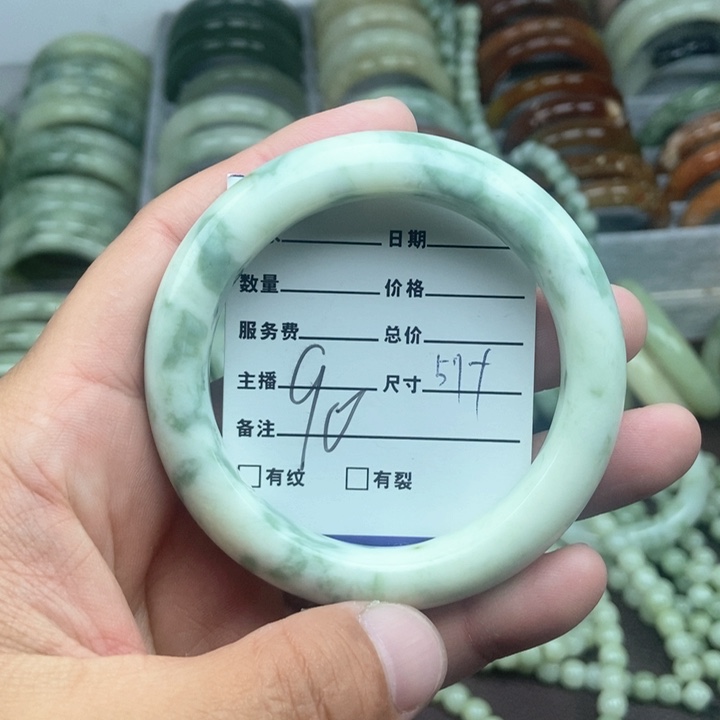 日期
数量 价格
服务费 总价
主播 尺寸 57+
90
备注
有纹 有裂